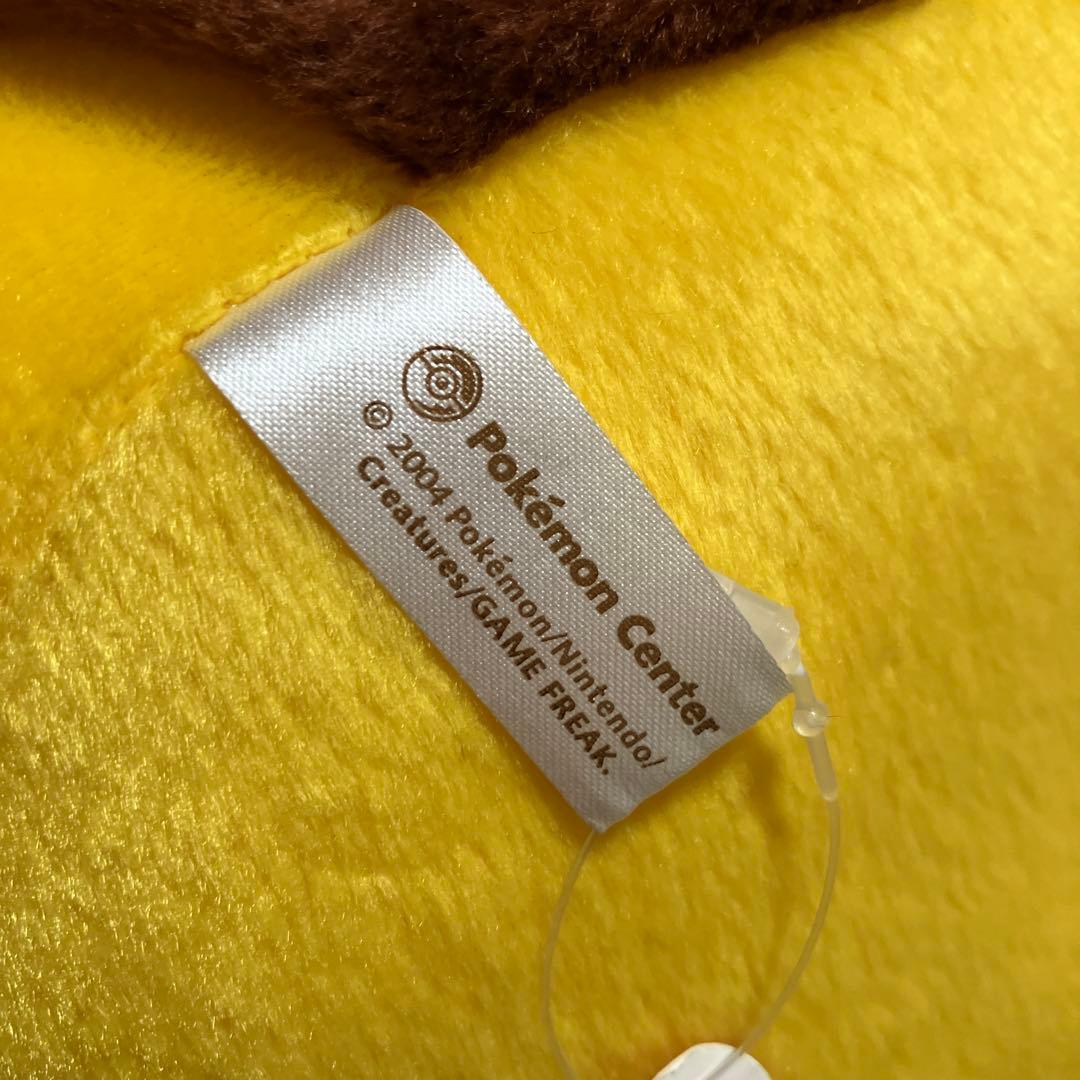 Pokémon Center
© 2004 Pokémon/Nintendo/
Creatures/GAME FREAK.